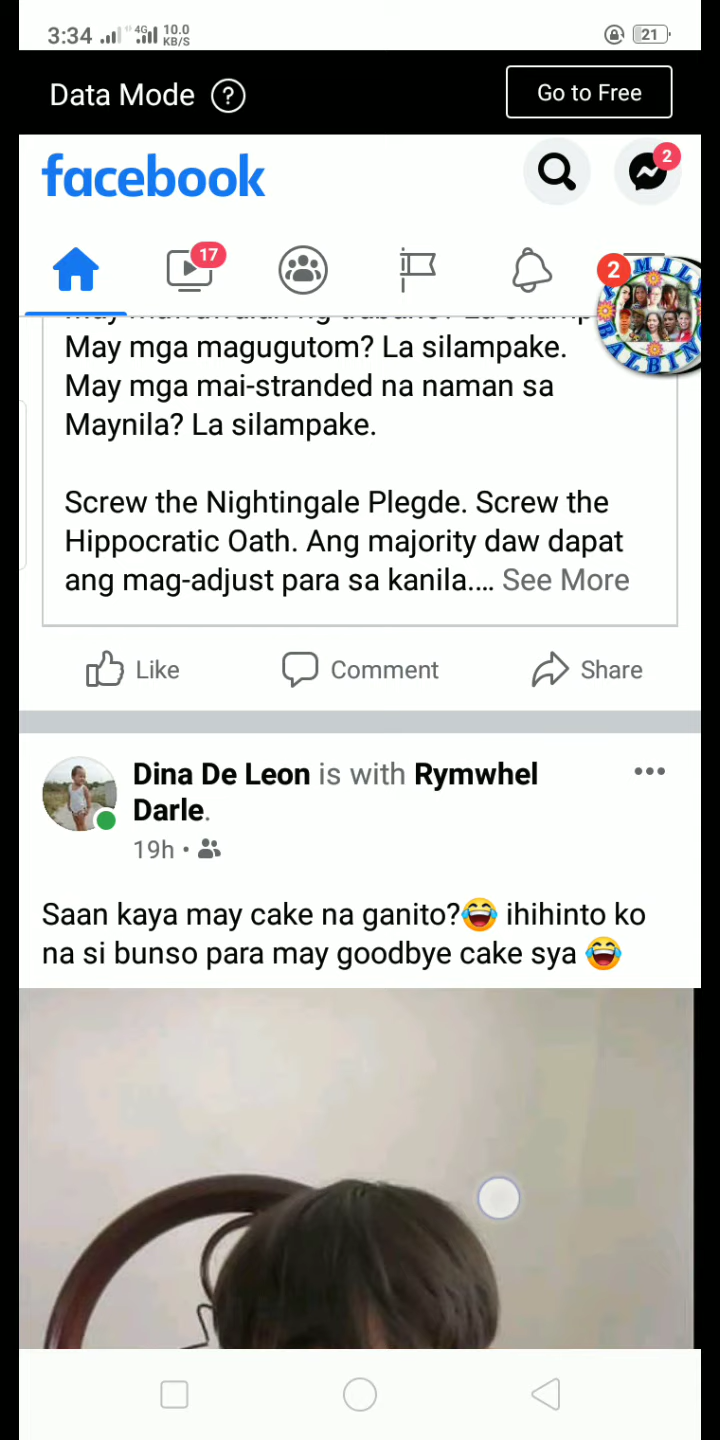 3:34 4G 10.0 KB/S 21
Data Mode ? Go to Free
facebook 2
17 2
FAMILY
BALBIN
May mga magugutom? La silampake.
May mga mai-stranded na naman sa
Maynila? La silampake.
Screw the Nightingale Plegde. Screw the
Hippocratic Oath. Ang majority daw dapat
ang mag-adjust para sa kanila.... See More
Like Comment Share
Dina De Leon is with Rymwhel
Darle.
19h •
Saan kaya may cake na ganito?😂 ihihinto ko
na si bunso para may goodbye cake sya 😂